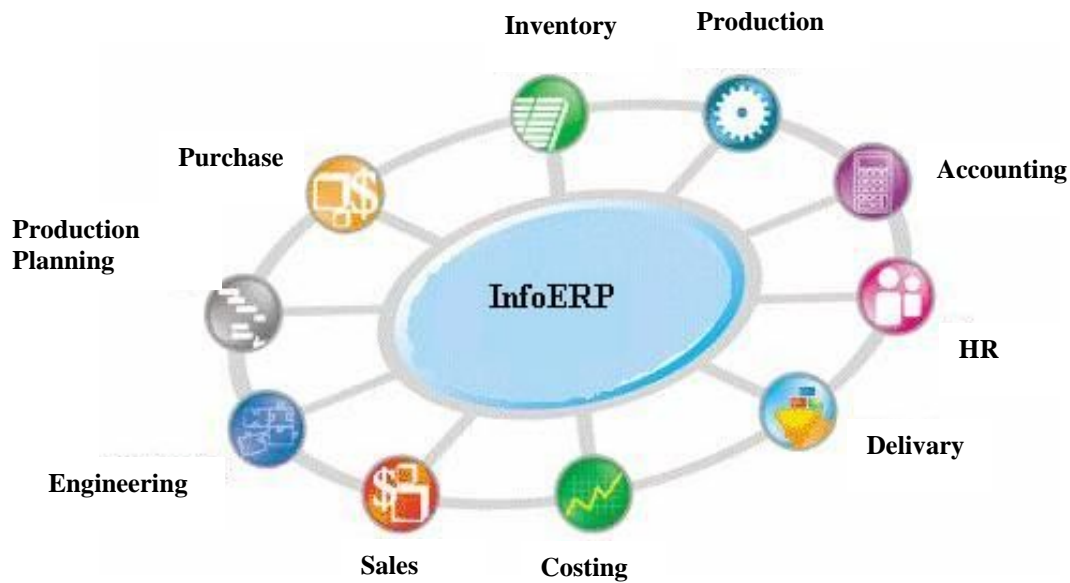 Inventory
Production
Purchase
Accounting
Production
Planning
InfoERP
HR
Delivary
Engineering
Sales
Costing